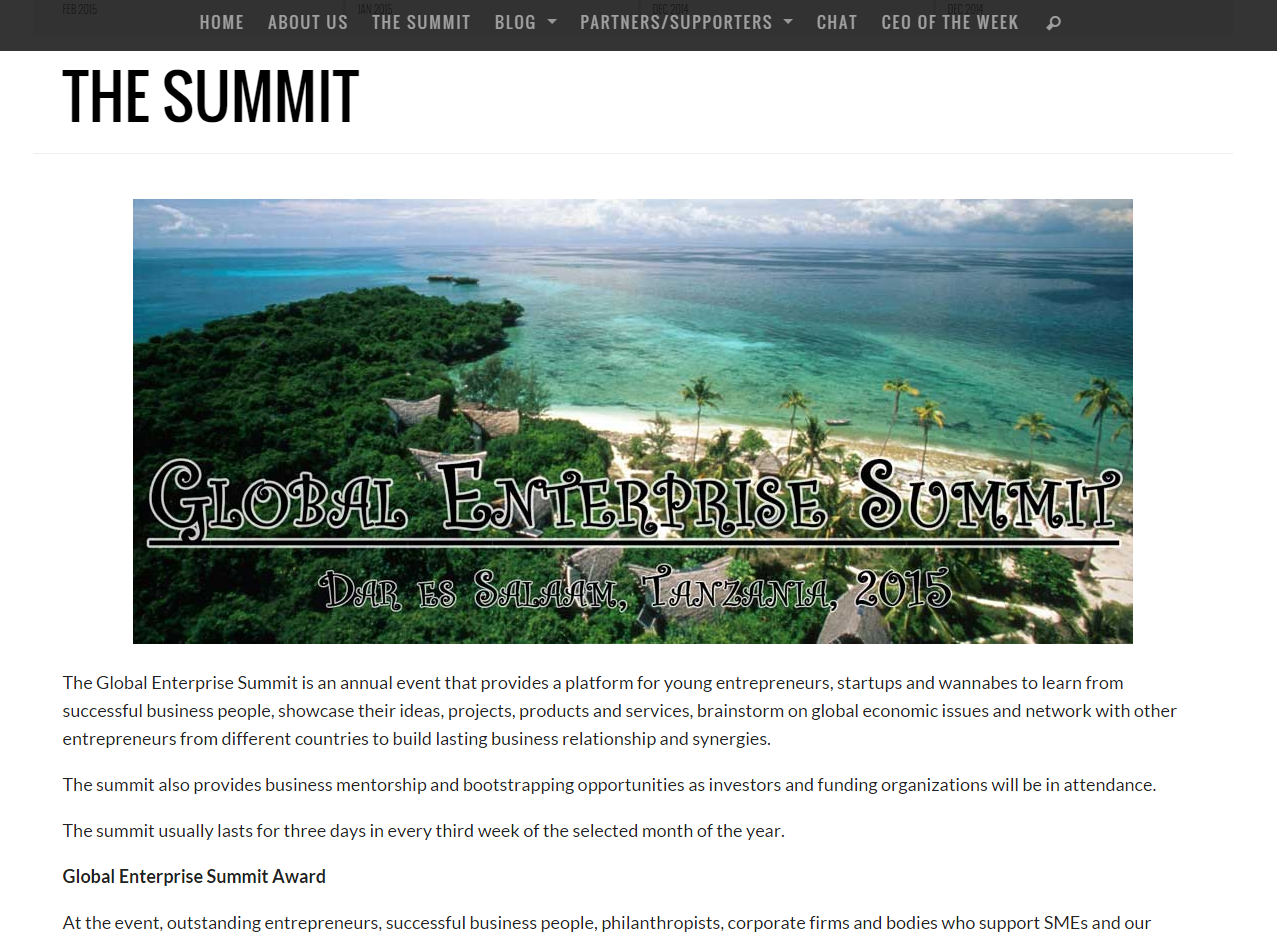 FEB 2015 JAN 2015 DEC 2014 DEC 2014
HOME ABOUT US THE SUMMIT BLOG PARTNERS/SUPPORTERS CHAT CEO OF THE WEEK
THE SUMMIT
GLOBAL ENTERPRISE SUMMIT
DAR ES SALAAM, TANZANIA, 2015
The Global Enterprise Summit is an annual event that provides a platform for young entrepreneurs, startups and wannabes to learn from
successful business people, showcase their ideas, projects, products and services, brainstorm on global economic issues and network with other
entrepreneurs from different countries to build lasting business relationship and synergies.
The summit also provides business mentorship and bootstrapping opportunities as investors and funding organizations will be in attendance.
The summit usually lasts for three days in every third week of the selected month of the year.
Global Enterprise Summit Award
At the event, outstanding entrepreneurs, successful business people, philanthropists, corporate firms and bodies who support SMEs and our